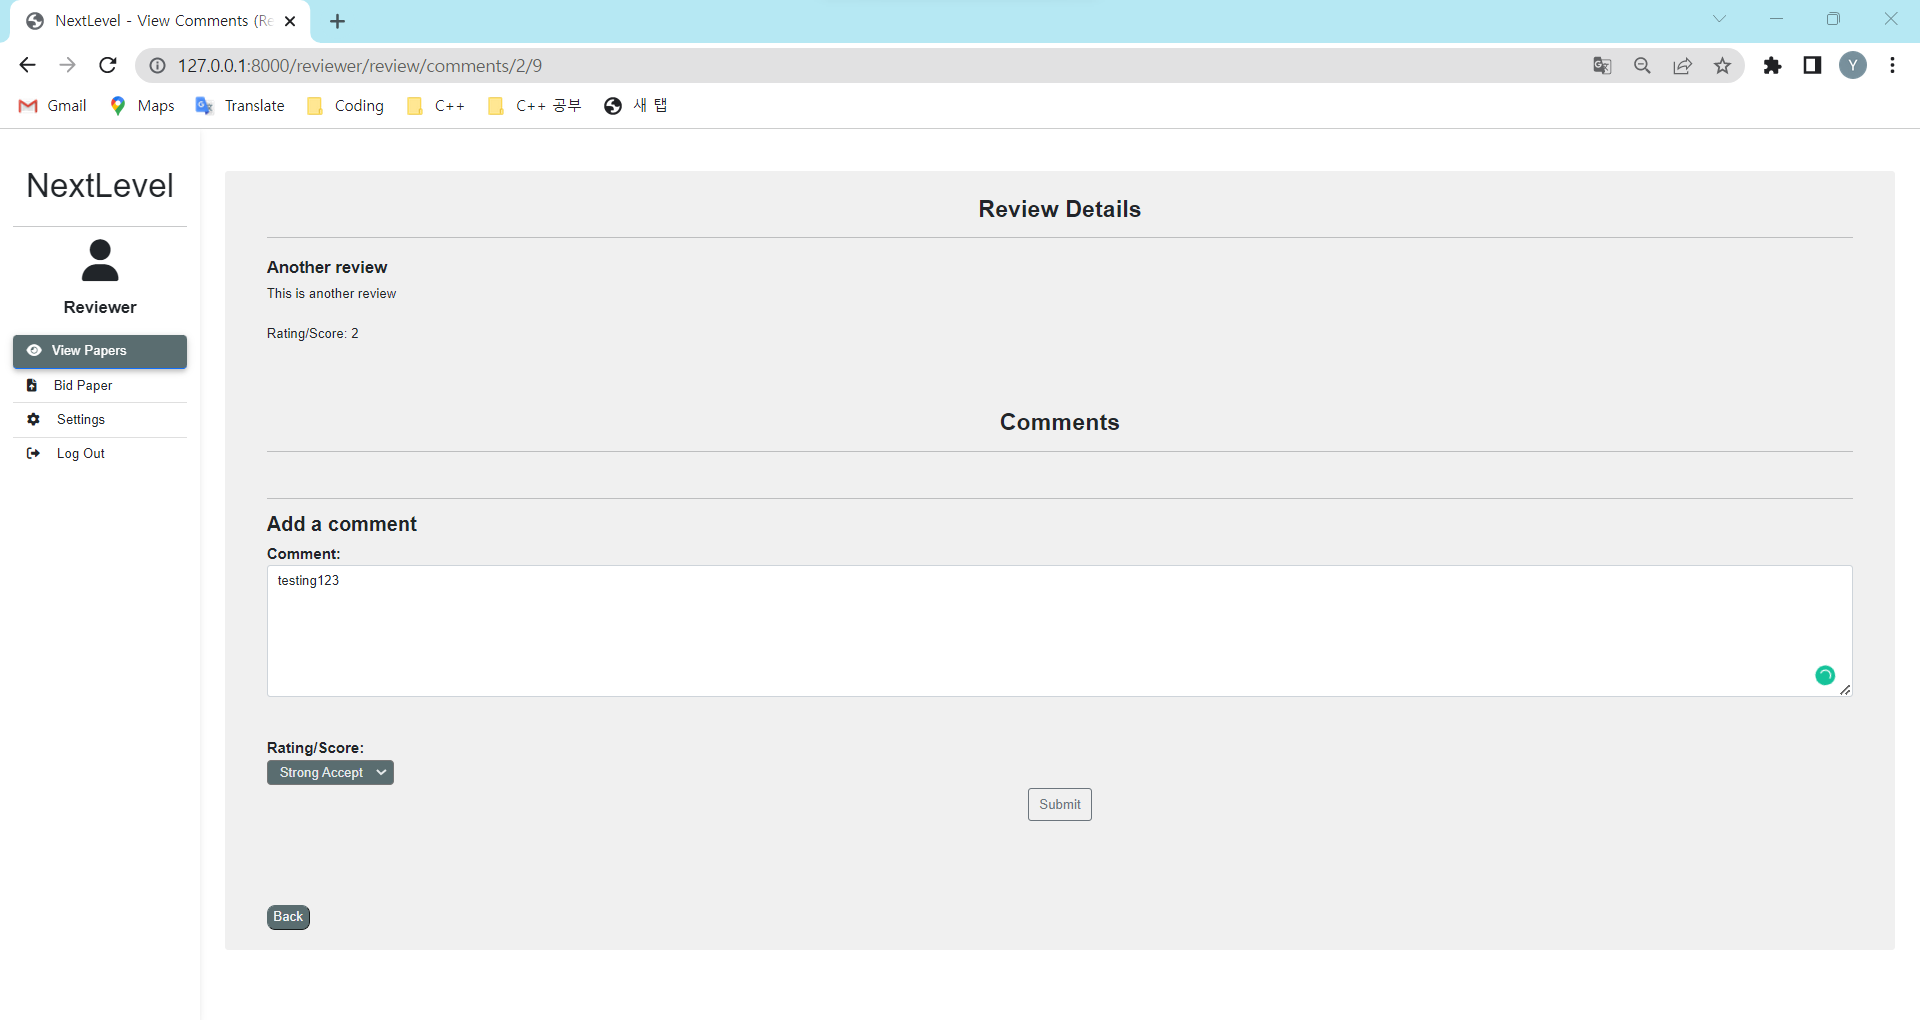 NextLevel - View Comments (Re
127.0.0.1:8000/reviewer/review/comments/2/9
Y
Gmail
Maps
Translate
Coding
C++
C++ 공부
새 탭
NextLevel
Reviewer
View Papers
Bid Paper
Settings
Log Out
Review Details
Another review
This is another review
Rating/Score: 2
Comments
Add a comment
Comment:
testing123
Rating/Score:
Strong Accept
Submit
Back